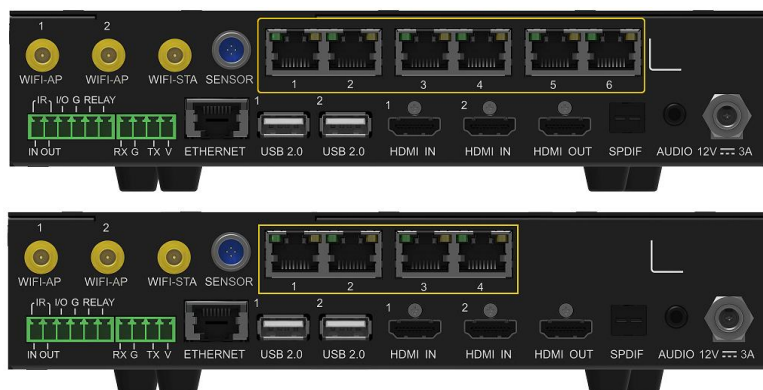 1 2
WIFI-AP WIFI-AP WIFI-STA SENSOR 1 2 3 4 5 6
IR I/O G RELAY 1 2 1 2
IN OUT RX G TX V ETHERNET USB 2.0 USB 2.0 HDMI IN HDMI IN HDMI OUT SPDIF AUDIO 12V 3A
1 2
WIFI-AP WIFI-AP WIFI-STA SENSOR 1 2 3 4
IR I/O G RELAY 1 2 1 2
IN OUT RX G TX V ETHERNET USB 2.0 USB 2.0 HDMI IN HDMI IN HDMI OUT SPDIF AUDIO 12V 3A